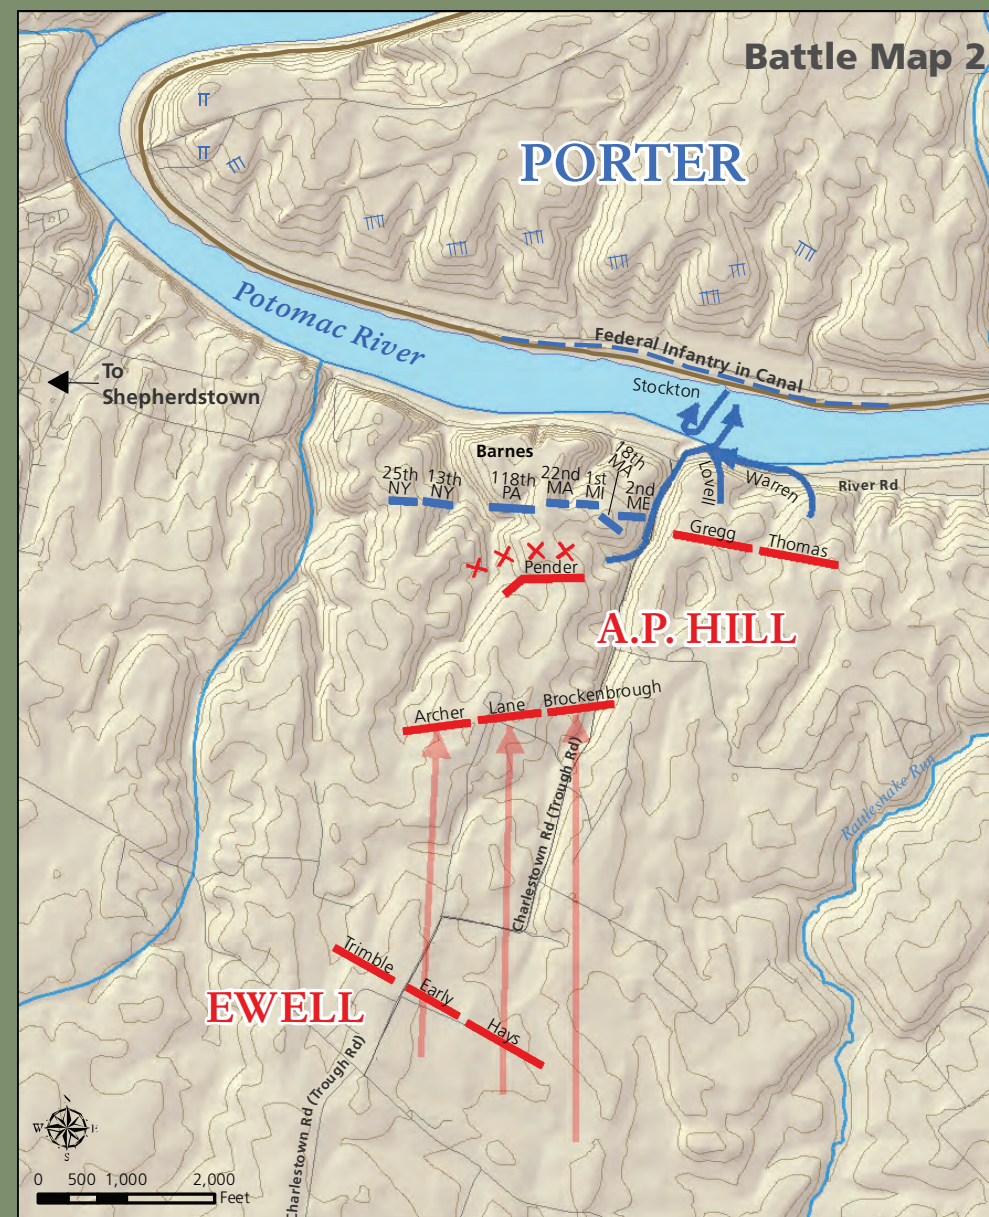 Battle Map 2
PORTER
Potomac River
Federal Infantry in Canal
Stockton
To
Shepherdstown
Barnes
25th
NY
13th
NY
118th
PA
22nd
MA
1st
MI
18th
MA
2nd
ME
Lovell
Warren
River Rd
Gregg
Thomas
Pender
A.P. HILL
Archer
Lane
Brockenbrough
Charlestown Rd (Trough Rd)
Rattlesnake Run
Trimble
Early
Hays
EWELL
Charlestown Rd (Trough Rd)
W
E
S
0 500 1,000 2,000
Feet